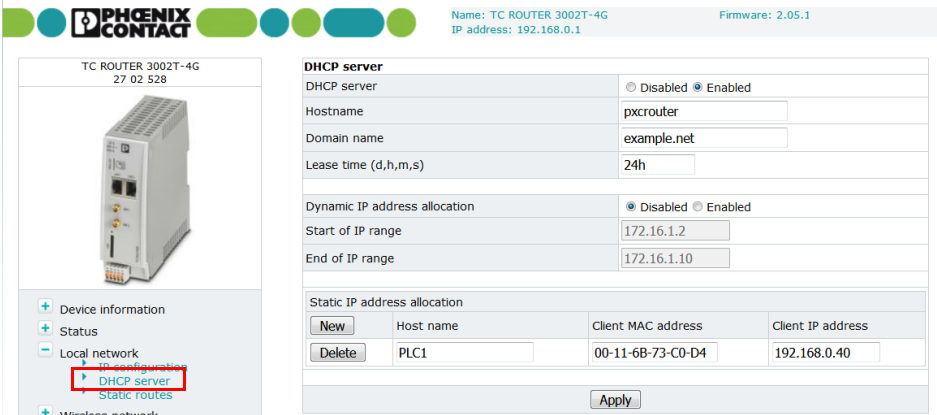 PHŒNIX
CONTACT
Name: TC ROUTER 3002T-4G Firmware: 2.05.1
IP address: 192.168.0.1
TC ROUTER 3002T-4G
27 02 528
Device information
Status
Local network
IP configuration
DHCP server
Static routes
Wireless network
DHCP server
DHCP server Disabled Enabled
Hostname pxcrouter
Domain name example.net
Lease time (d,h,m,s) 24h
Dynamic IP address allocation Disabled Enabled
Start of IP range 172.16.1.2
End of IP range 172.16.1.10
Static IP address allocation
New Host name Client MAC address Client IP address
Delete PLC1 00-11-6B-73-C0-D4 192.168.0.40
Apply